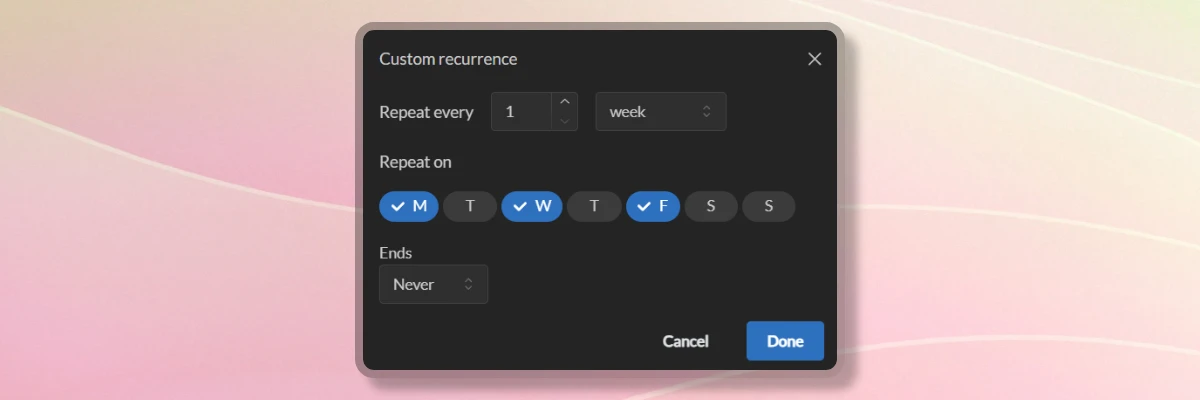 Custom recurrence
Repeat every 1 week
Repeat on
M T W T F S S
Ends
Never
Cancel Done